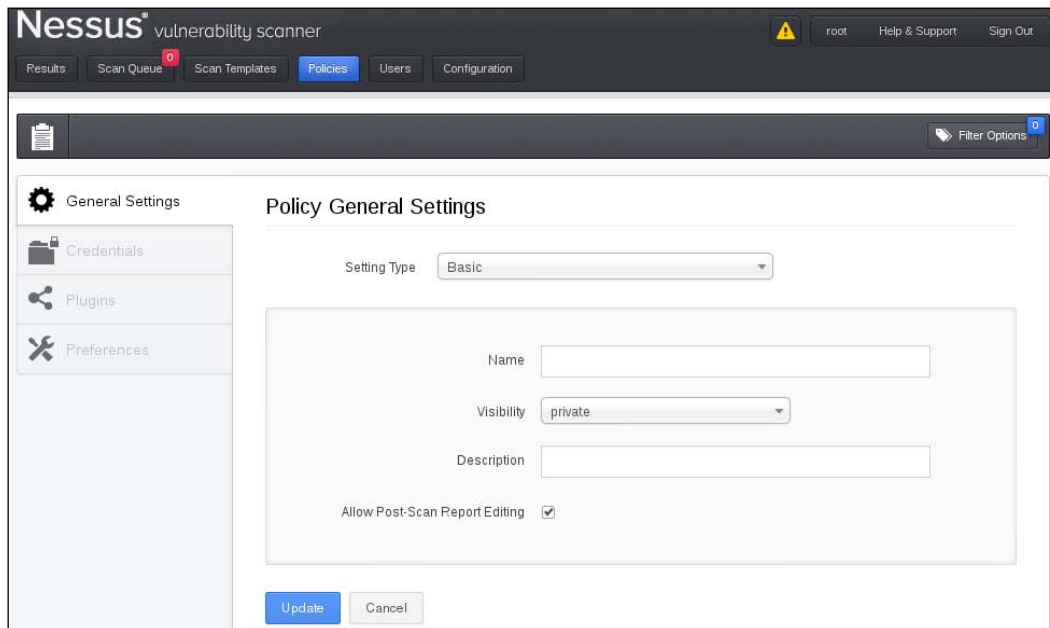 Nessus® vulnerability scanner
root Help & Support Sign Out
Results Scan Queue 0 Scan Templates Policies Users Configuration
Filter Options 0
General Settings
Credentials
Plugins
Preferences
Policy General Settings
Setting Type Basic
Name
Visibility private
Description
Allow Post-Scan Report Editing
Update Cancel